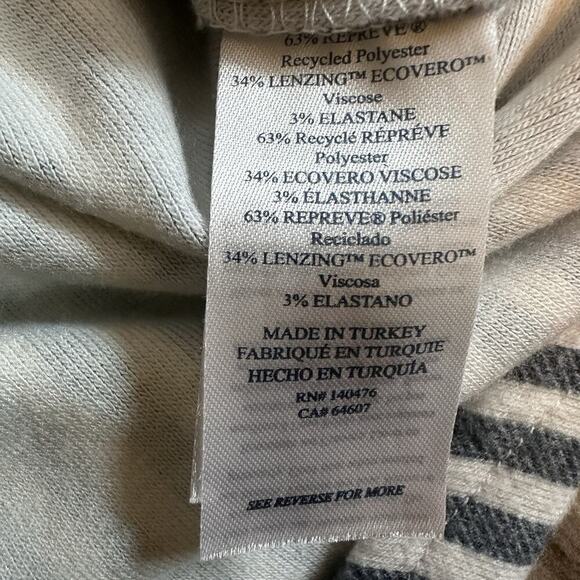 63% REPREVE®
Recycled Polyester
34% LENZING™ ECOVERO™
Viscose
3% ELASTANE
63% Recyclé RÉPRÉVE
Polyester
34% ECOVERO VISCOSE
3% ÉLASTHANNE
63% REPREVE® Poliéster
Reciclado
34% LENZING™ ECOVERO™
Viscosa
3% ELASTANO
MADE IN TURKEY
FABRIQUÉ EN TURQUIE
HECHO EN TURQUÍA
RN# 140476
CA# 64607
SEE REVERSE FOR MORE